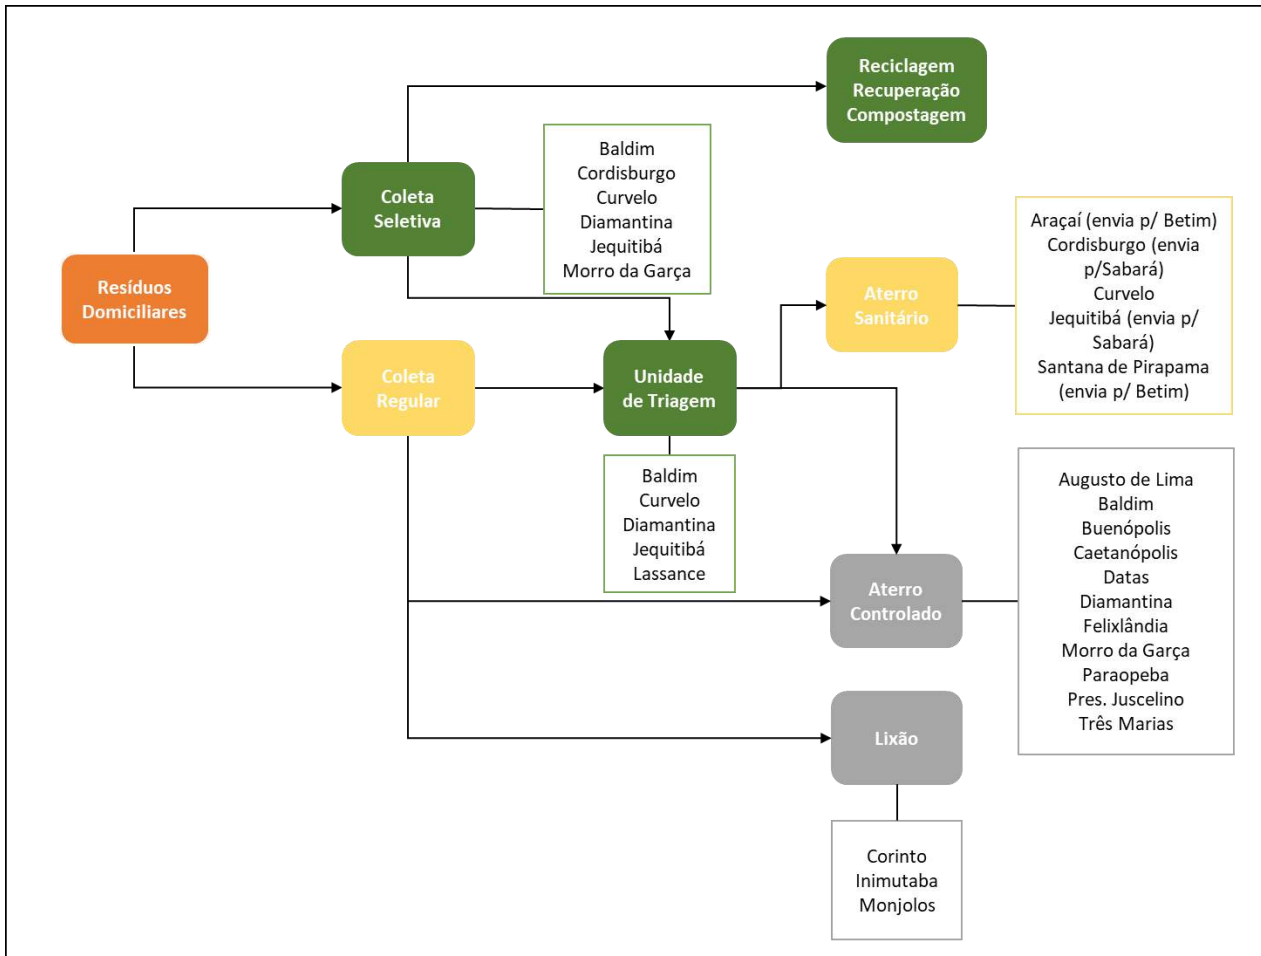 Reciclagem
Recuperação
Compostagem
Baldim
Cordisburgo
Curvelo
Diamantina
Jequitibá
Morro da Garça
Coleta
Seletiva
Araçaí (envia p/ Betim)
Cordisburgo (envia
p/Sabará)
Curvelo
Jequitibá (envia p/
Sabará)
Santana de Pirapama
(envia p/ Betim)
Resíduos
Domiciliares
Aterro
Sanitário
Coleta
Regular
Unidade
de Triagem
Baldim
Curvelo
Diamantina
Jequitibá
Lassance
Augusto de Lima
Baldim
Buenópolis
Caetanópolis
Datas
Diamantina
Felixlândia
Morro da Garça
Paraopeba
Pres. Juscelino
Três Marias
Aterro
Controlado
Lixão
Corinto
Inimutaba
Monjolos